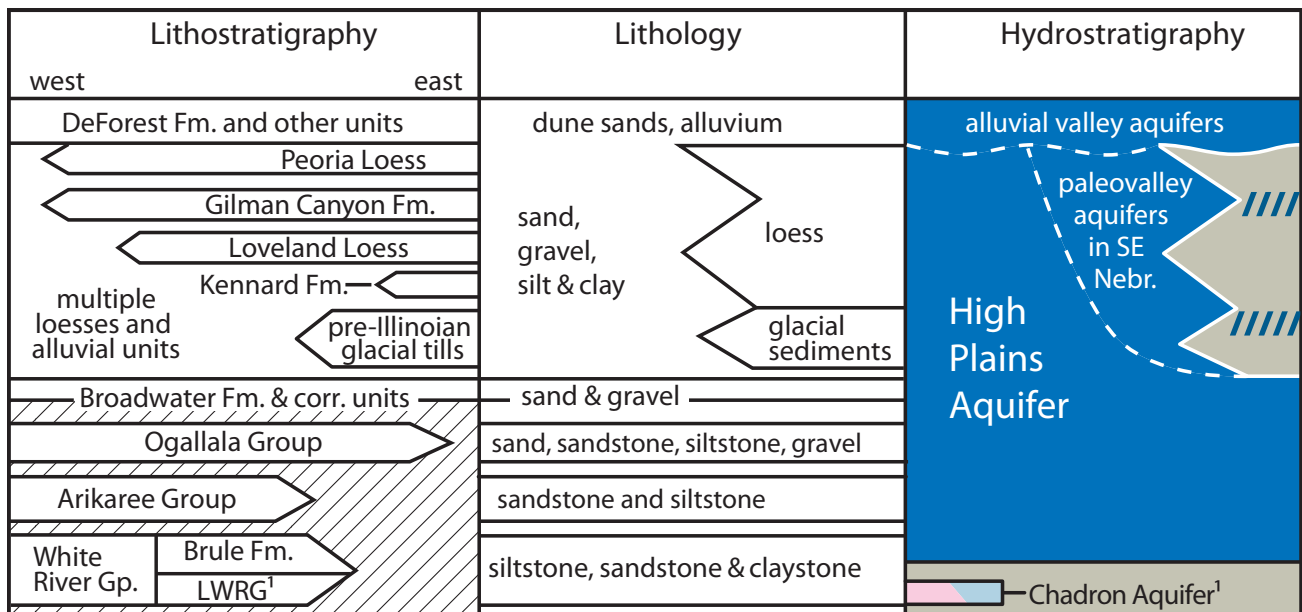 Lithostratigraphy
west
east
DeForest Fm. and other units
Peoria Loess
Gilman Canyon Fm.
Loveland Loess
Kennard Fm.
multiple
loesses and
alluvial units
pre-Illinoian
glacial tills
Broadwater Fm. & corr. units
Ogallala Group
Arikaree Group
White
River Gp.
Brule Fm.
LWRG¹
Lithology
dune sands, alluvium
sand,
gravel,
silt & clay
loess
glacial
sediments
sand & gravel
sand, sandstone, siltstone, gravel
sandstone and siltstone
siltstone, sandstone & claystone
Hydrostratigraphy
alluvial valley aquifers
paleovalley
aquifers
in SE
Nebr.
High
Plains
Aquifer
Chadron Aquifer¹